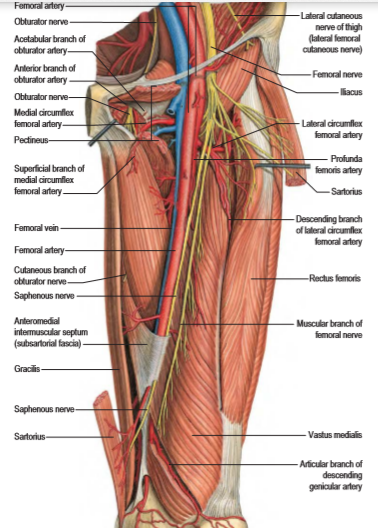 Femoral artery
Obturator nerve
Acetabular branch of
obturator artery
Anterior branch of
obturator artery
Obturator nerve
Medial circumflex
femoral artery
Pectineus
Superficial branch of
medial circumflex
femoral artery
Femoral vein
Femoral artery
Cutaneous branch of
obturator nerve
Saphenous nerve
Anteromedial
intermuscular septum
(subsartorial fascia)
Gracilis
Saphenous nerve
Sartorius
Lateral cutaneous
nerve of thigh
(lateral femoral
cutaneous nerve)
Femoral nerve
Iliacus
Lateral circumflex
femoral artery
Profunda
femoris artery
Sartorius
Descending branch
of lateral circumflex
femoral artery
Rectus femoris
Muscular branch of
femoral nerve
Vastus medialis
Articular branch of
descending
genicular artery